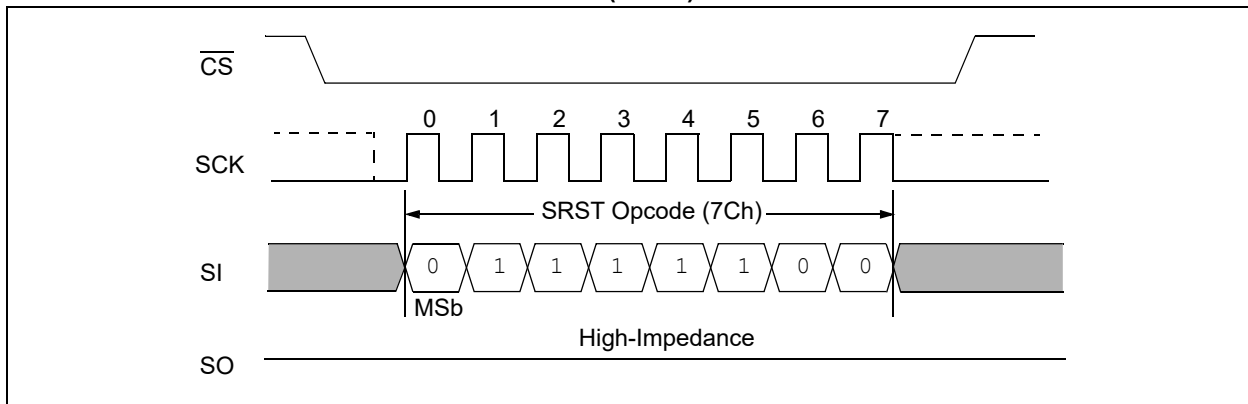 CS
0 1 2 3 4 5 6 7
SCK
SRST Opcode (7Ch)
SI
0 1 1 1 1 1 0 0
MSb
High-Impedance
SO